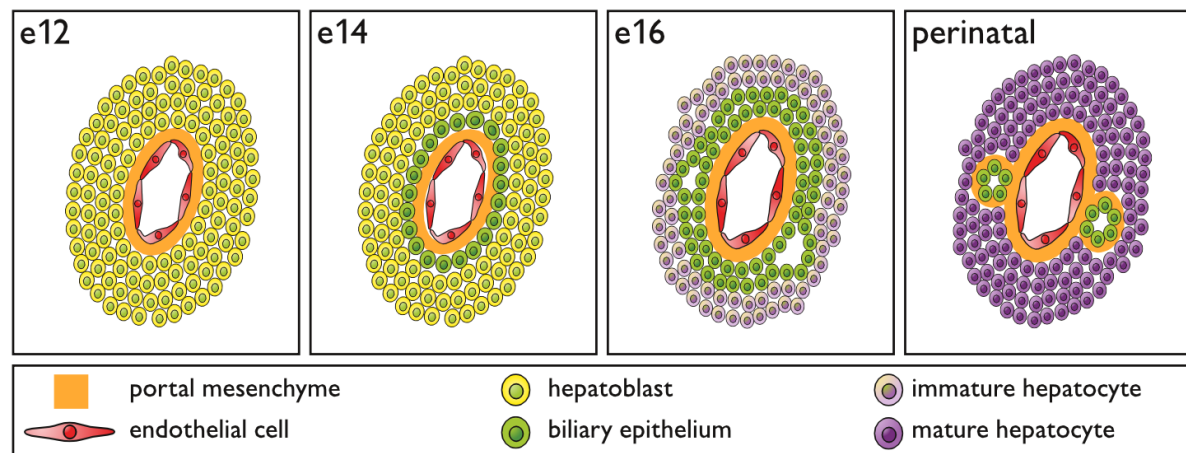 e12
e14
e16
perinatal
portal mesenchyme
hepatoblast
immature hepatocyte
endothelial cell
biliary epithelium
mature hepatocyte